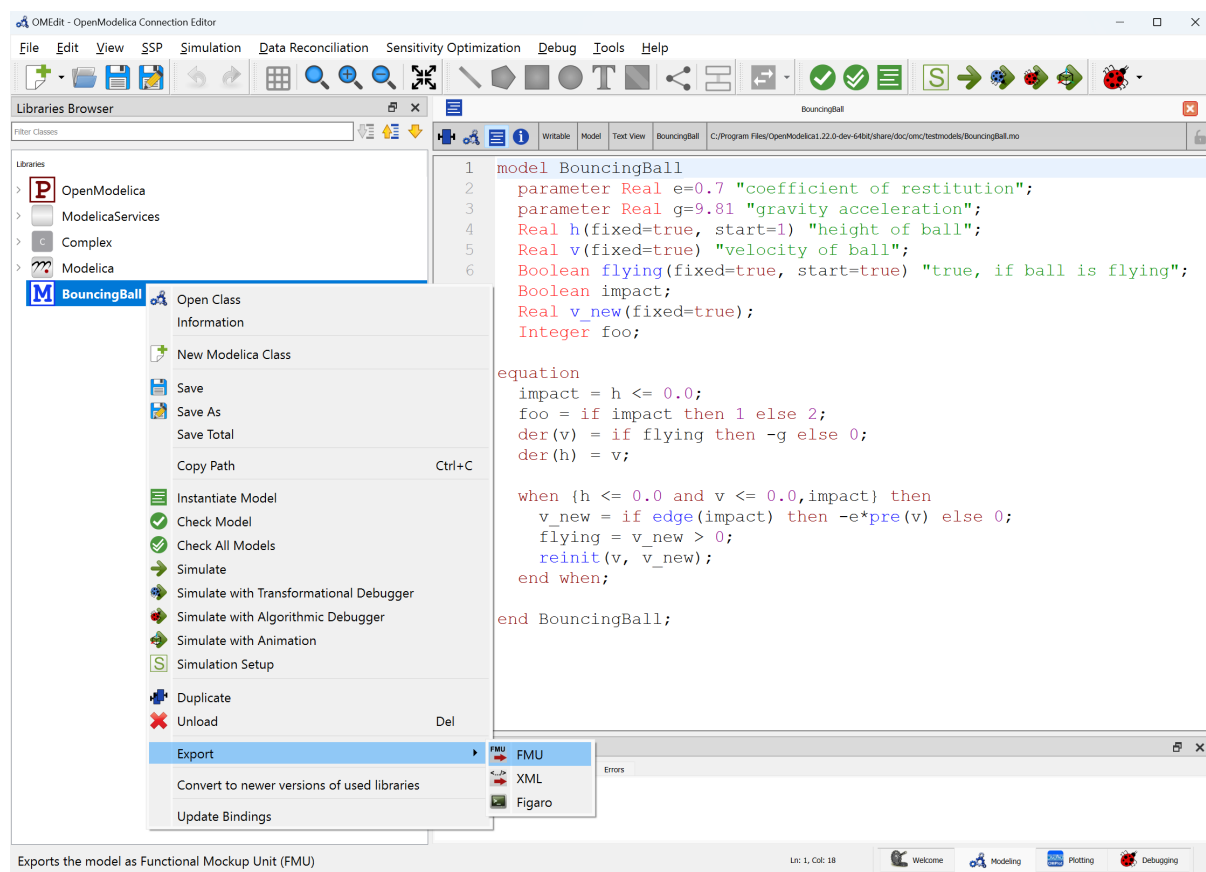 OMEdit - OpenModelica Connection Editor
File Edit View SSP Simulation Data Reconciliation Sensitivity Optimization Debug Tools Help
T S
Libraries Browser
BouncingBall
Filter Classes
Writable Model Text View BouncingBall C:/Program Files/OpenModelica1.22.0-dev-64bit/share/doc/omc/testmodels/BouncingBall.mo
Libraries
P OpenModelica
ModelicaServices
C Complex
Modelica
M BouncingBall
Open Class
Information
New Modelica Class
Save
Save As
Save Total
Copy Path Ctrl+C
Instantiate Model
Check Model
Check All Models
Simulate
Simulate with Transformational Debugger
Simulate with Algorithmic Debugger
Simulate with Animation
S Simulation Setup
Duplicate
Unload Del
Export
Convert to newer versions of used libraries
Update Bindings
FMU FMU
XML
Figaro
1 model BouncingBall
2 parameter Real e=0.7 "coefficient of restitution";
3 parameter Real g=9.81 "gravity acceleration";
4 Real h(fixed=true, start=1) "height of ball";
5 Real v(fixed=true) "velocity of ball";
6 Boolean flying(fixed=true, start=true) "true, if ball is flying";
Boolean impact;
Real v_new(fixed=true);
Integer foo;
equation
impact = h <= 0.0;
foo = if impact then 1 else 2;
der(v) = if flying then -g else 0;
der(h) = v;
when {h <= 0.0 and v <= 0.0,impact} then
v_new = if edge(impact) then -e*pre(v) else 0;
flying = v_new > 0;
reinit(v, v_new);
end when;
end BouncingBall;
Errors
Exports the model as Functional Mockup Unit (FMU)
Ln: 1, Col: 18
Welcome Modeling Plotting Debugging